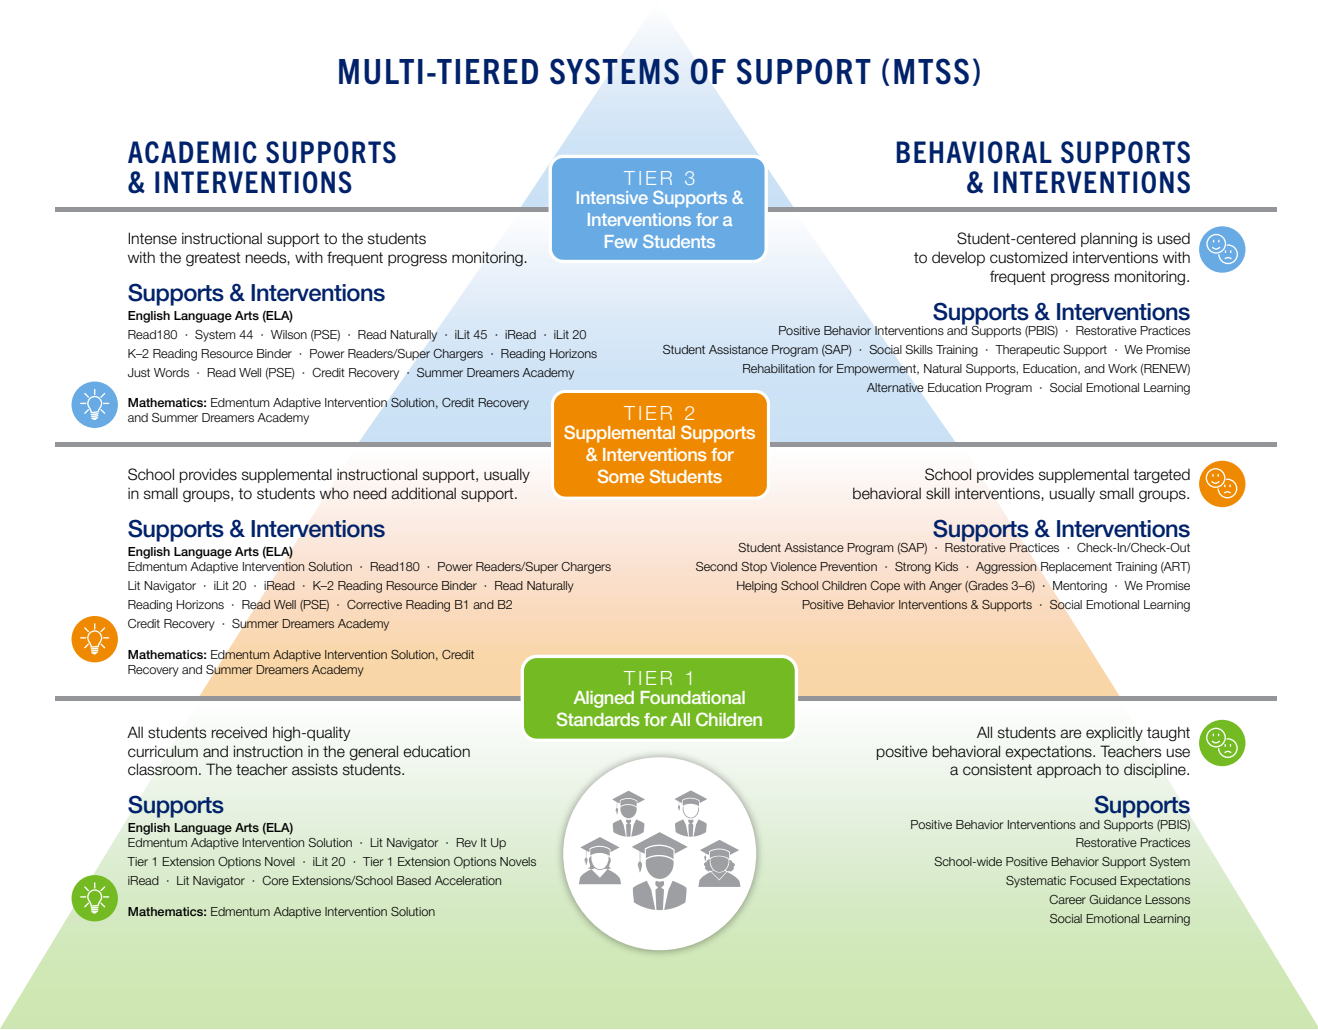 MULTI-TIERED SYSTEMS OF SUPPORT (MTSS)
ACADEMIC SUPPORTS
& INTERVENTIONS
BEHAVIORAL SUPPORTS
& INTERVENTIONS
TIER 3
Intensive Supports &
Interventions for a
Few Students
Intense instructional support to the students
with the greatest needs, with frequent progress monitoring.
Supports & Interventions
English Language Arts (ELA)
Read180 · System 44 · Wilson (PSE) · Read Naturally · iLit 45 · iRead · iLit 20
K–2 Reading Resource Binder · Power Readers/Super Chargers · Reading Horizons
Just Words · Read Well (PSE) · Credit Recovery · Summer Dreamers Academy
Mathematics: Edmentum Adaptive Intervention Solution, Credit Recovery
and Summer Dreamers Academy
Student-centered planning is used
to develop customized interventions with
frequent progress monitoring.
Supports & Interventions
Positive Behavior Interventions and Supports (PBIS) · Restorative Practices
Student Assistance Program (SAP) · Social Skills Training · Therapeutic Support · We Promise
Rehabilitation for Empowerment, Natural Supports, Education, and Work (RENEW)
Alternative Education Program · Social Emotional Learning
TIER 2
Supplemental Supports
& Interventions for
Some Students
School provides supplemental instructional support, usually
in small groups, to students who need additional support.
Supports & Interventions
English Language Arts (ELA)
Edmentum Adaptive Intervention Solution · Read180 · Power Readers/Super Chargers
Lit Navigator · iLit 20 · iRead · K–2 Reading Resource Binder · Read Naturally
Reading Horizons · Read Well (PSE) · Corrective Reading B1 and B2
Credit Recovery · Summer Dreamers Academy
Mathematics: Edmentum Adaptive Intervention Solution, Credit
Recovery and Summer Dreamers Academy
School provides supplemental targeted
behavioral skill interventions, usually small groups.
Supports & Interventions
Student Assistance Program (SAP) · Restorative Practices · Check-In/Check-Out
Second Stop Violence Prevention · Strong Kids · Aggression Replacement Training (ART)
Helping School Children Cope with Anger (Grades 3–6) · Mentoring · We Promise
Positive Behavior Interventions & Supports · Social Emotional Learning
TIER 1
Aligned Foundational
Standards for All Children
All students received high-quality
curriculum and instruction in the general education
classroom. The teacher assists students.
Supports
English Language Arts (ELA)
Edmentum Adaptive Intervention Solution · Lit Navigator · Rev It Up
Tier 1 Extension Options Novel · iLit 20 · Tier 1 Extension Options Novels
iRead · Lit Navigator · Core Extensions/School Based Acceleration
Mathematics: Edmentum Adaptive Intervention Solution
All students are explicitly taught
positive behavioral expectations. Teachers use
a consistent approach to discipline.
Supports
Positive Behavior Interventions and Supports (PBIS)
Restorative Practices
School-wide Positive Behavior Support System
Systematic Focused Expectations
Career Guidance Lessons
Social Emotional Learning